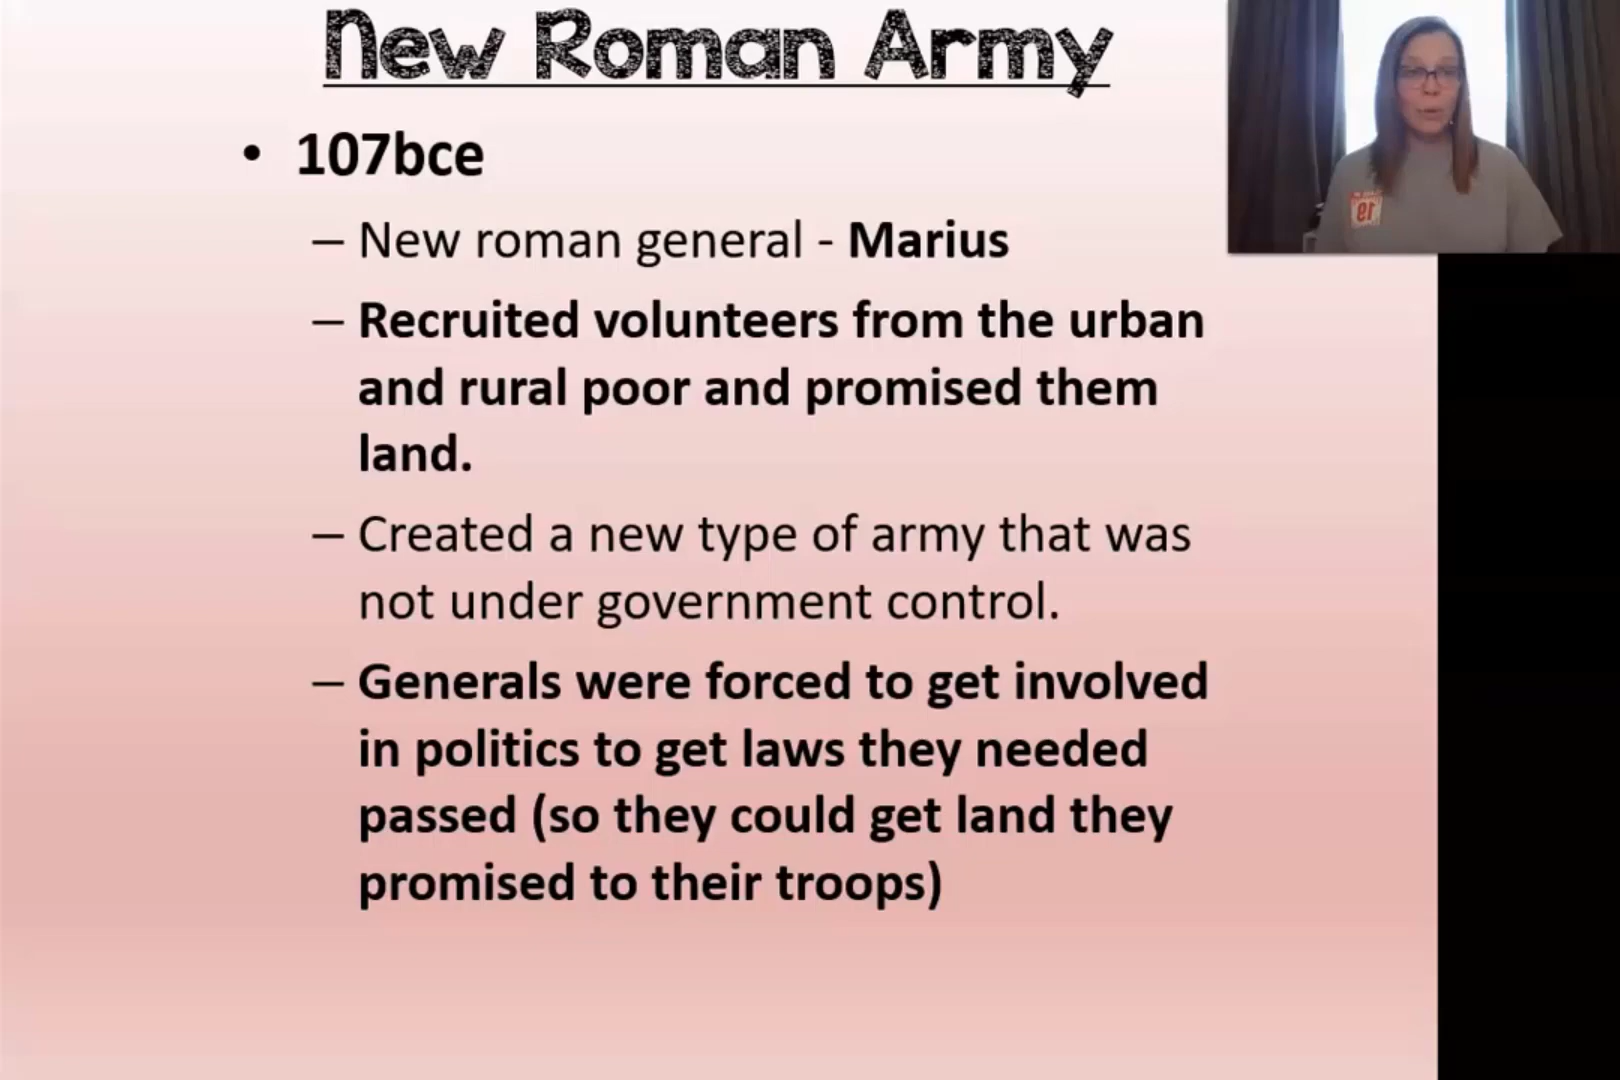 New Roman Army
• 107bce
– New roman general - Marius
– Recruited volunteers from the urban
and rural poor and promised them
land.
– Created a new type of army that was
not under government control.
– Generals were forced to get involved
in politics to get laws they needed
passed (so they could get land they
promised to their troops)
19